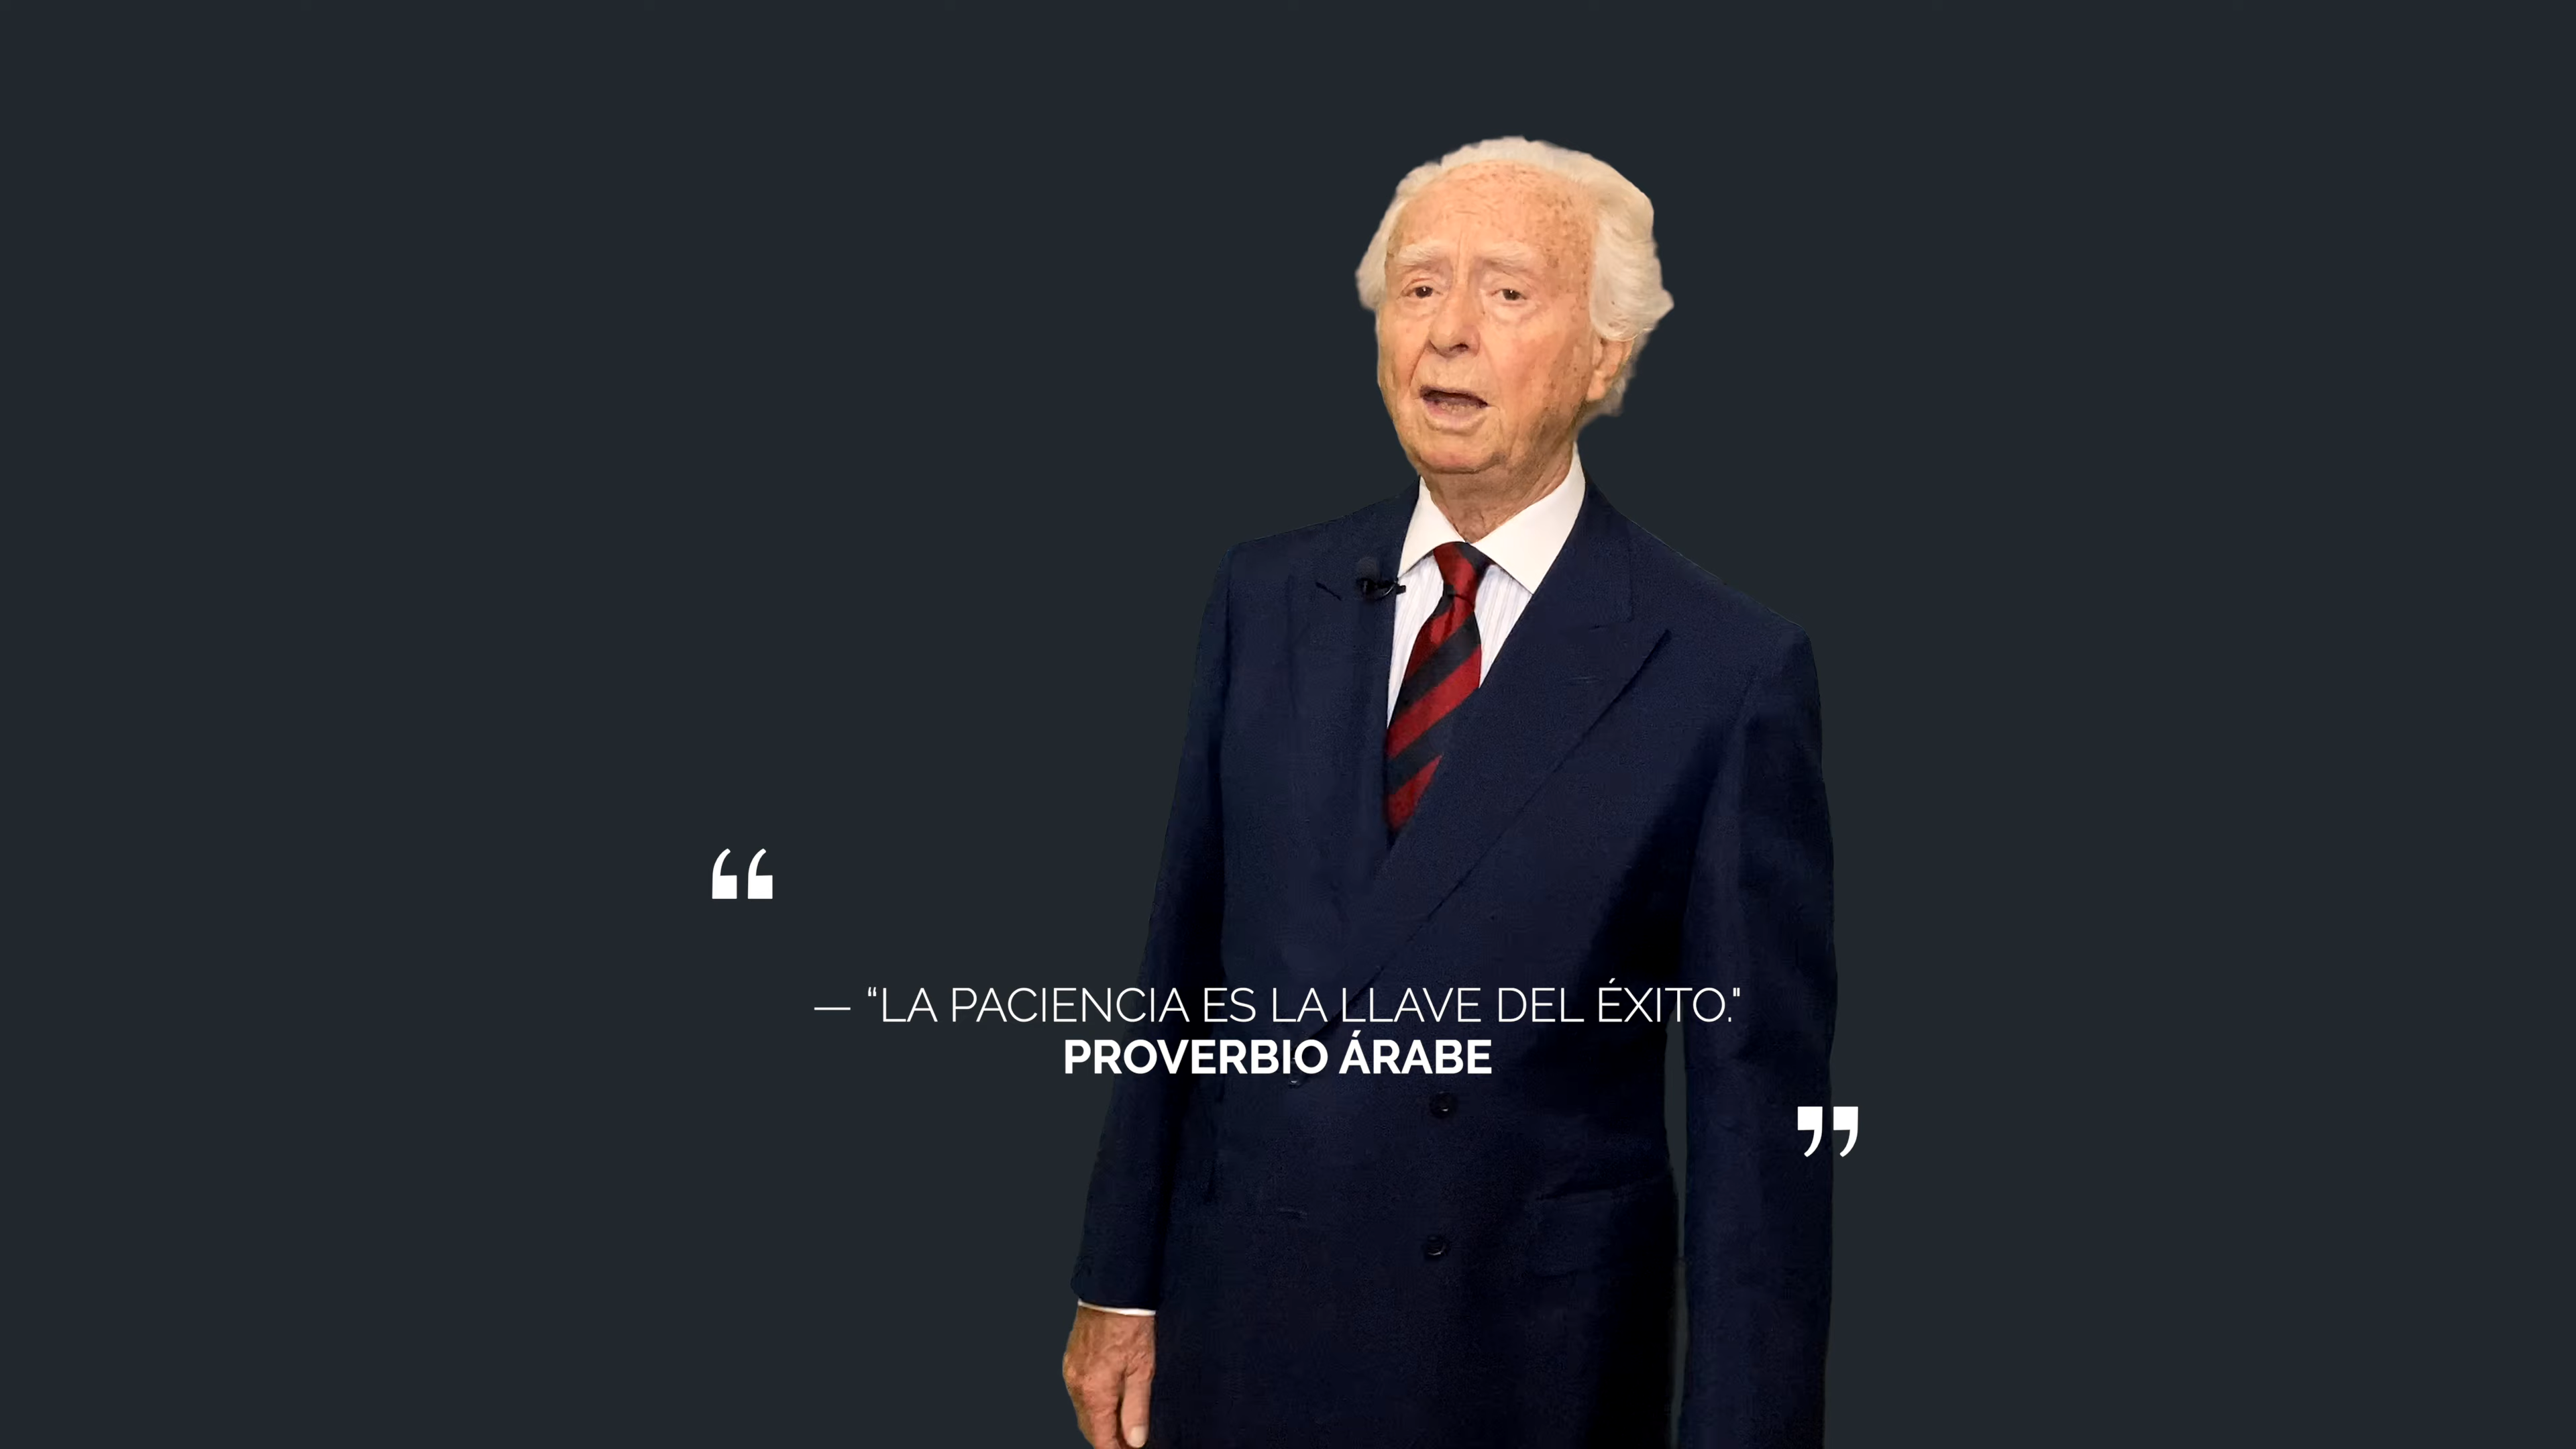 “
— “LA PACIENCIA ES LA LLAVE DEL ÉXITO."
PROVERBIO ÁRABE
”